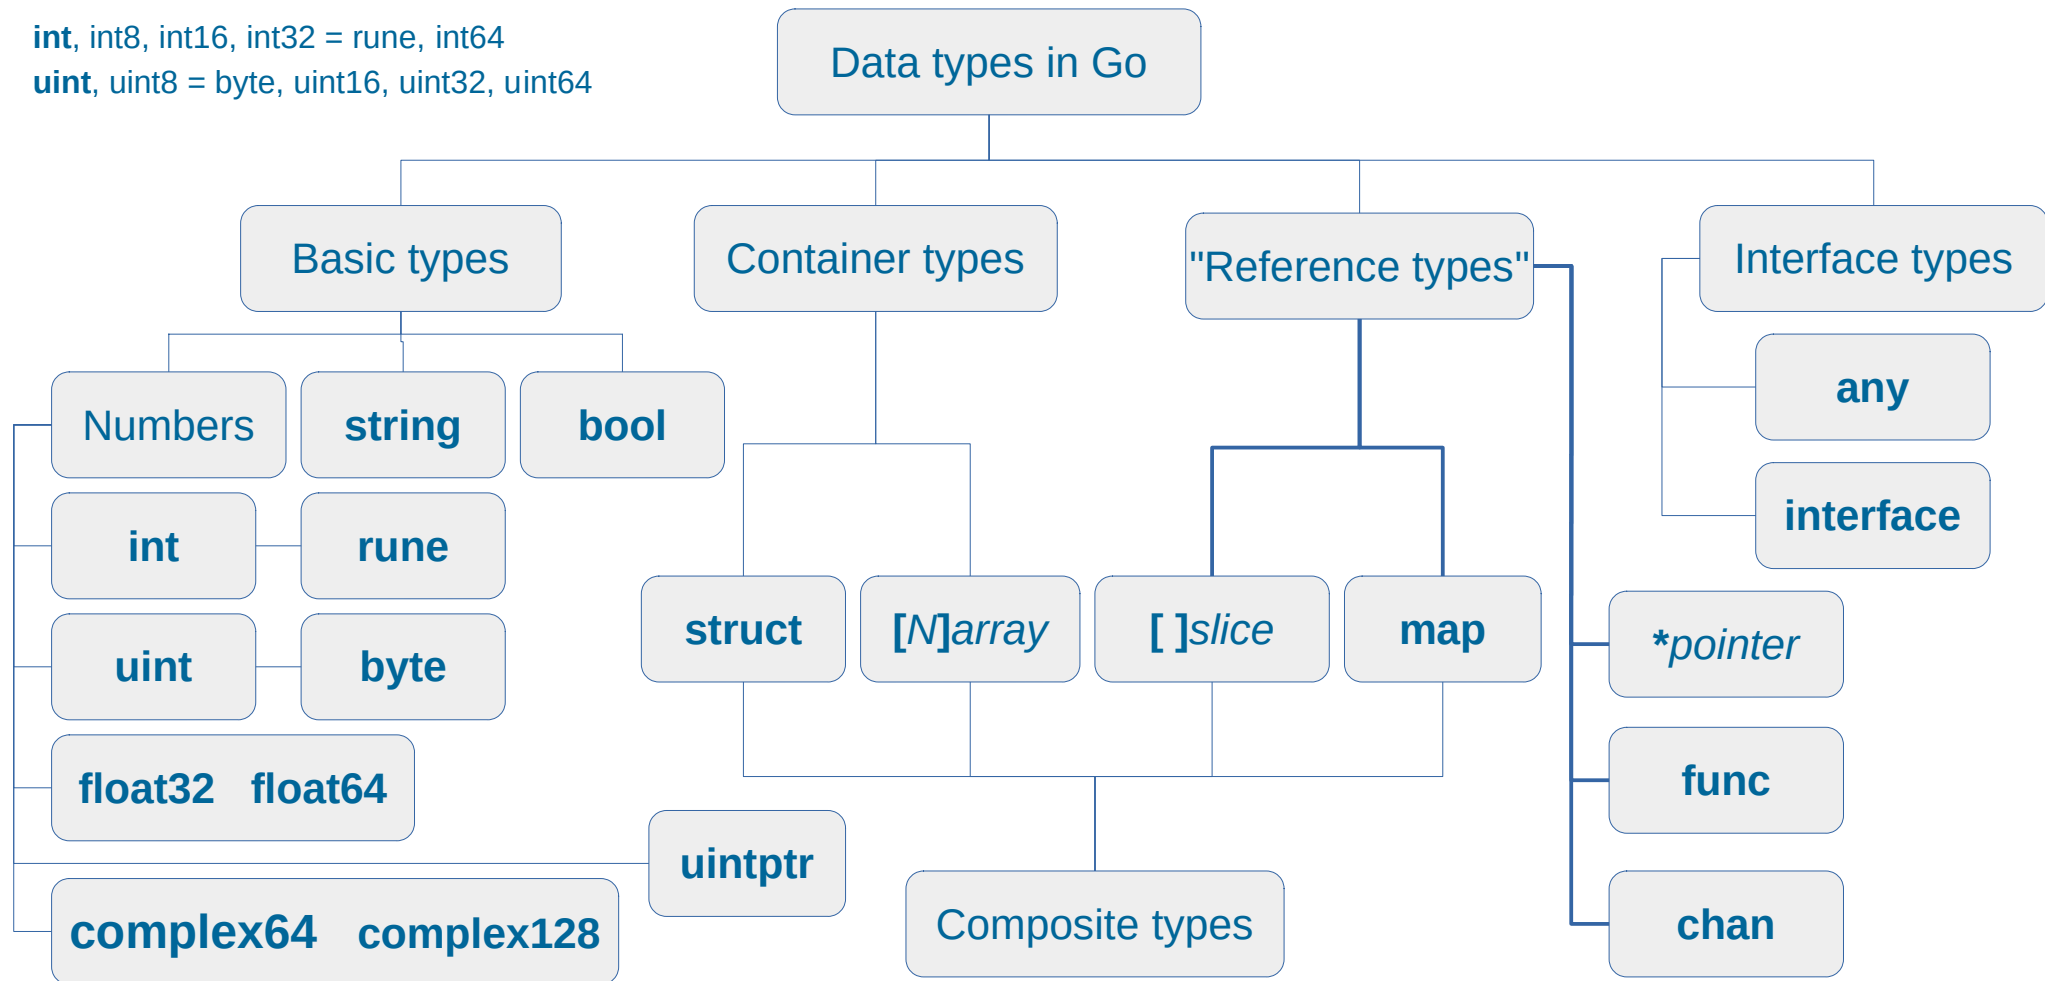 int, int8, int16, int32 = rune, int64
uint, uint8 = byte, uint16, uint32, uint64
Data types in Go
Basic types
Container types
"Reference types"
Interface types
Numbers
string
bool
any
interface
int
rune
uint
byte
float32 float64
uintptr
complex64 complex128
struct
[N]array
[ ]slice
map
*pointer
func
chan
Composite types